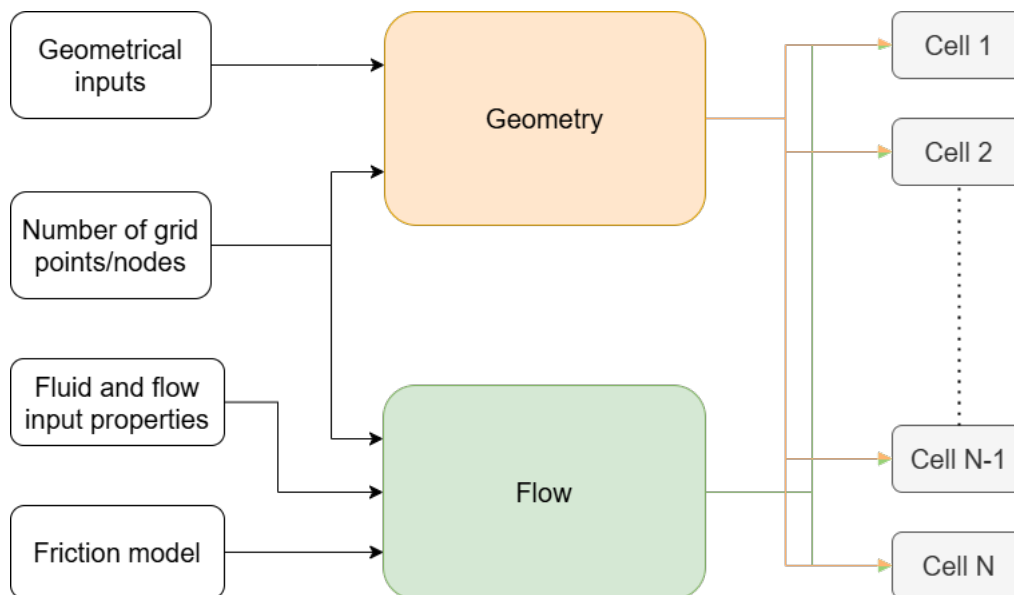 Geometrical
inputs
Number of grid
points/nodes
Fluid and flow
input properties
Friction model
Geometry
Flow
Cell 1
Cell 2
Cell N-1
Cell N